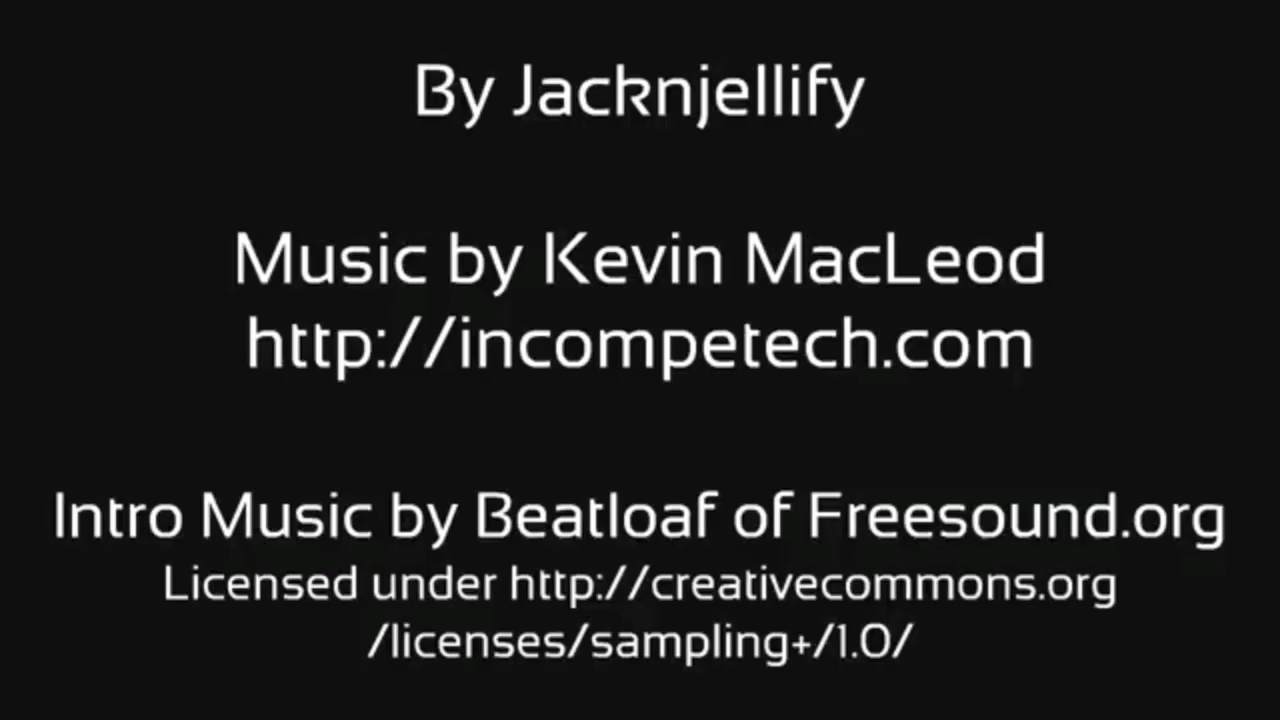 By Jacknjellify
Music by Kevin MacLeod
http://incompetech.com
Intro Music by Beatloaf of Freesound.org
Licensed under http://creativecommons.org
/licenses/sampling+/1.0/